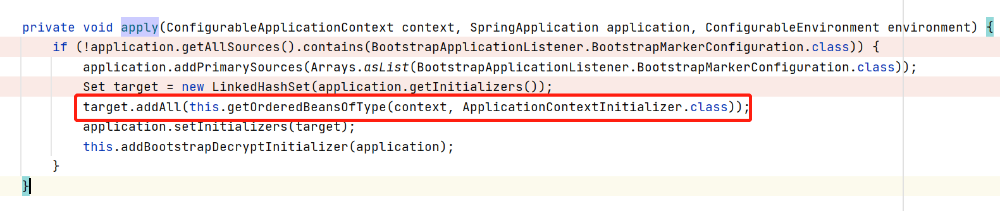 private void apply(ConfigurableApplicationContext context, SpringApplication application, ConfigurableEnvironment environment) {
if (!application.getAllSources().contains(BootstrapApplicationListener.BootstrapMarkerConfiguration.class)) {
application.addPrimarySources(Arrays.asList(BootstrapApplicationListener.BootstrapMarkerConfiguration.class));
Set target = new LinkedHashSet(application.getInitializers());
target.addAll(this.getOrderedBeansOfType(context, ApplicationContextInitializer.class));
application.setInitializers(target);
this.addBootstrapDecryptInitializer(application);
}
}